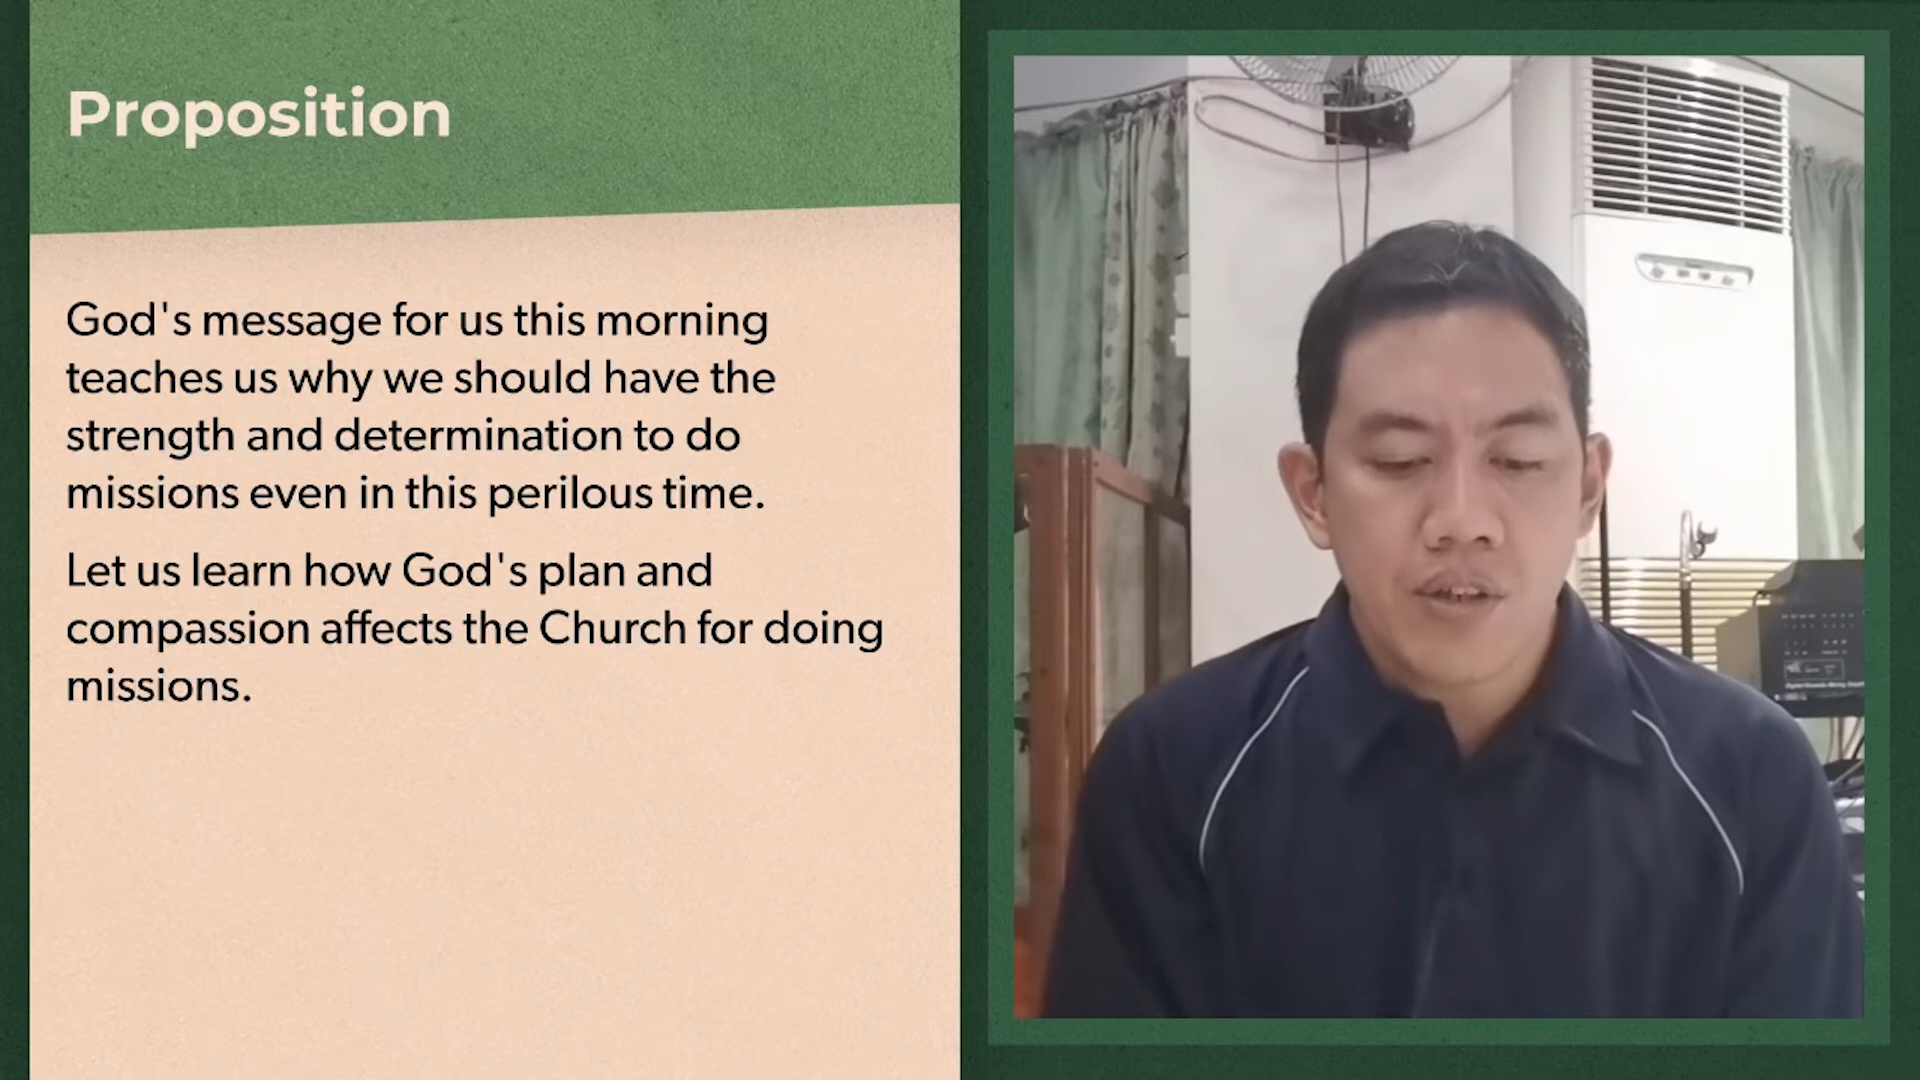 Proposition
God's message for us this morning
teaches us why we should have the
strength and determination to do
missions even in this perilous time.
Let us learn how God's plan and
compassion affects the Church for doing
missions.